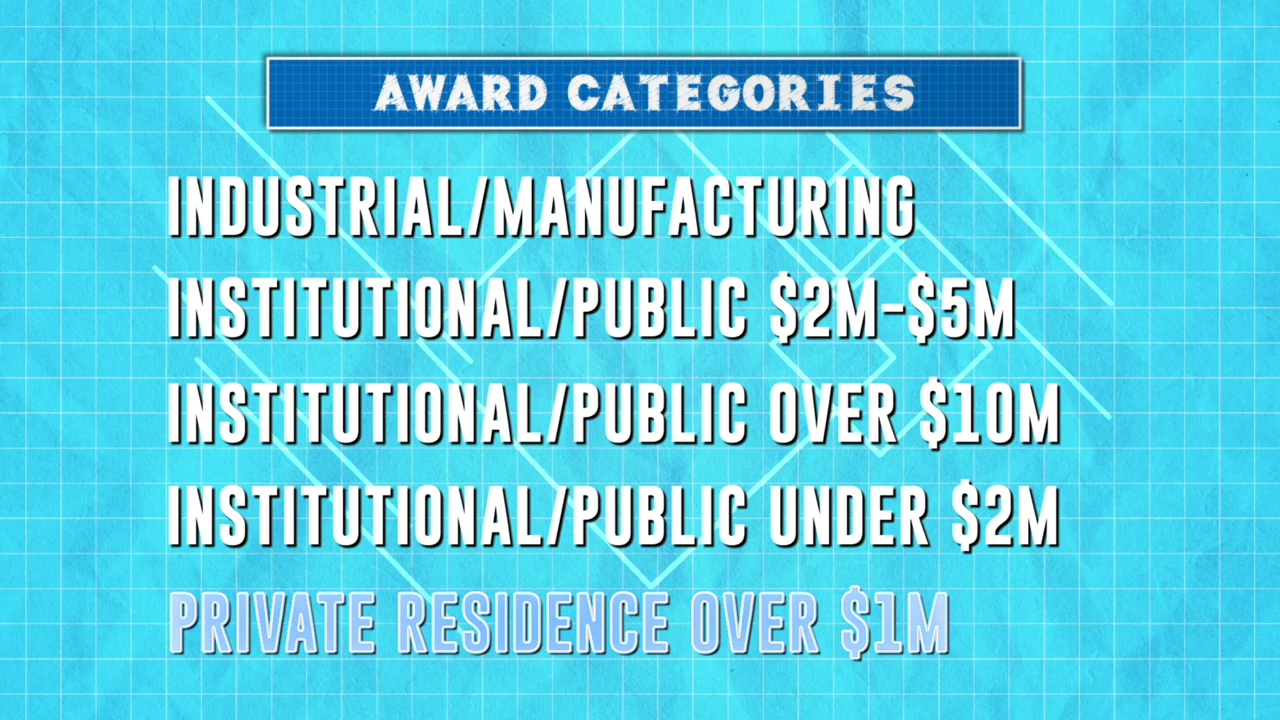 AWARD CATEGORIES
INDUSTRIAL/MANUFACTURING
INSTITUTIONAL/PUBLIC $2M-$5M
INSTITUTIONAL/PUBLIC OVER $10M
INSTITUTIONAL/PUBLIC UNDER $2M
PRIVATE RESIDENCE OVER $1M